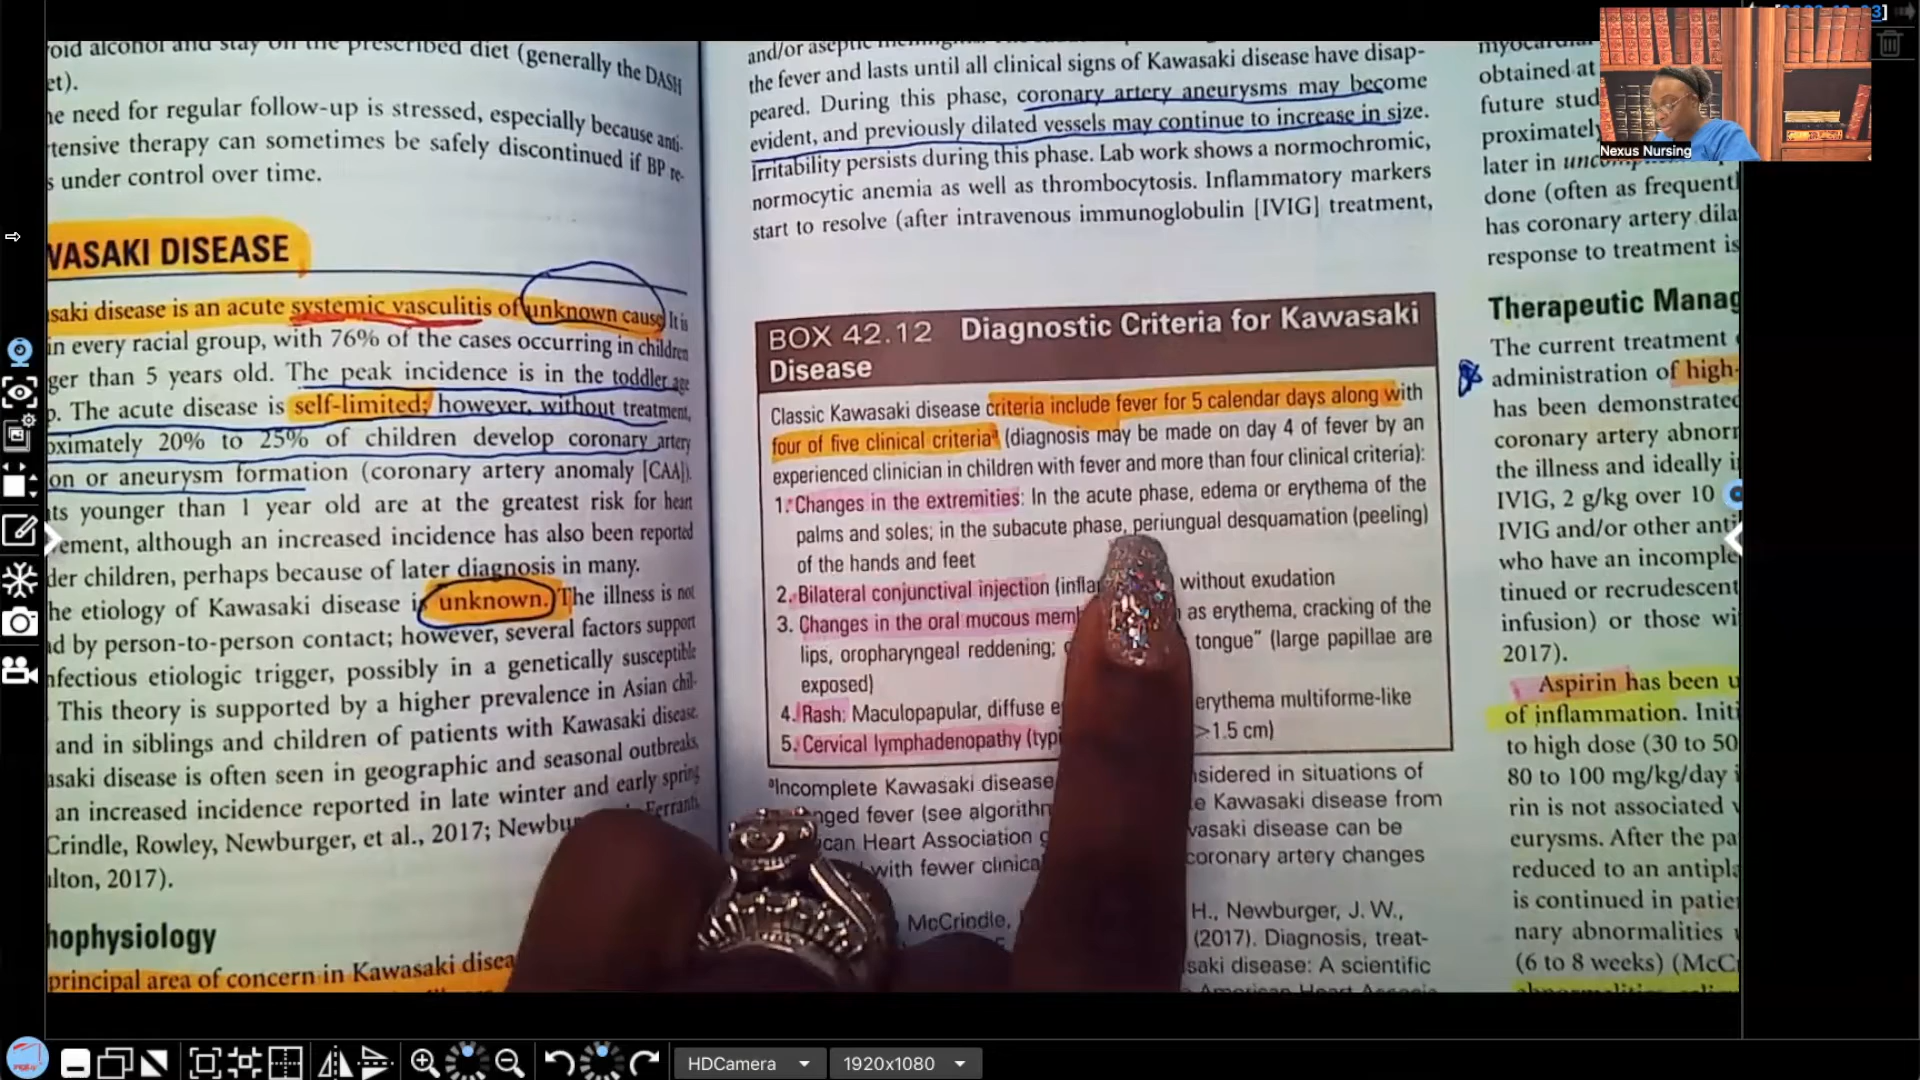 oid alcohol and stay on the prescribed diet (generally the DASH
et).
e need for regular follow-up is stressed, especially because anti-
tensive therapy can sometimes be safely discontinued if BP re-
s under control over time.
WASAKI DISEASE
saki disease is an acute systemic vasculitis of unknown cause. It is
in every racial group, with 76% of the cases occurring in children
ger than 5 years old. The peak incidence is in the toddler age
p. The acute disease is self-limited; however, without treatment,
oximately 20% to 25% of children develop coronary artery
on or aneurysm formation (coronary artery anomaly [CAA]).
ts younger than 1 year old are at the greatest risk for heart
ement, although an increased incidence has also been reported
der children, perhaps because of later diagnosis in many.
he etiology of Kawasaki disease is unknown. The illness is not
d by person-to-person contact; however, several factors support
nfectious etiologic trigger, possibly in a genetically susceptible
This theory is supported by a higher prevalence in Asian chil-
and in siblings and children of patients with Kawasaki disease.
asaki disease is often seen in geographic and seasonal outbreaks,
an increased incidence reported in late winter and early spring
Crindle, Rowley, Newburger, et al., 2017; Newbu Ferranti,
lton, 2017).
hophysiology
principal area of concern in Kawasaki disea
and/or aseptic
the fever and lasts until all clinical signs of Kawasaki disease have disap-
peared. During this phase, coronary artery aneurysms may become
evident, and previously dilated vessels may continue to increase in size.
Irritability persists during this phase. Lab work shows a normochromic,
normocytic anemia as well as thrombocytosis. Inflammatory markers
start to resolve (after intravenous immunoglobulin [IVIG] treatment,
BOX 42.12 Diagnostic Criteria for Kawasaki
Disease
Classic Kawasaki disease criteria include fever for 5 calendar days along with
four of five clinical criteriaᵃ (diagnosis may be made on day 4 of fever by an
experienced clinician in children with fever and more than four clinical criteria):
1. Changes in the extremities: In the acute phase, edema or erythema of the
palms and soles; in the subacute phase, periungual desquamation (peeling)
of the hands and feet
2. Bilateral conjunctival injection (infla without exudation
3. Changes in the oral mucous mem as erythema, cracking of the
lips, oropharyngeal reddening; tongue" (large papillae are
exposed)
4. Rash: Maculopapular, diffuse e erythema multiforme-like
5. Cervical lymphadenopathy (typi >1.5 cm)
ᵃIncomplete Kawasaki disease sidered in situations of
nged fever (see algorithm e Kawasaki disease from
can Heart Association wasaki disease can be
with fewer clinica coronary artery changes
McCrindle, H., Newburger, J. W.,
(2017). Diagnosis, treat-
saki disease: A scientific
obtained at
future stud
proximately
later in
done (often as frequentl
has coronary artery dila
response to treatment is
Therapeutic Manag
The current treatment
administration of high-
has been demonstrated
coronary artery abnorr
the illness and ideally i
IVIG, 2 g/kg over 10
IVIG and/or other anti
who have an incomple
tinued or recrudescent
infusion) or those wi
2017).
Aspirin has been u
of inflammation. Initi
to high dose (30 to 50
80 to 100 mg/kg/day i
rin is not associated
eurysms. After the pa
reduced to an antipla
is continued in patie
nary abnormalities
(6 to 8 weeks) (McC
Nexus Nursing
HDCamera
1920x1080